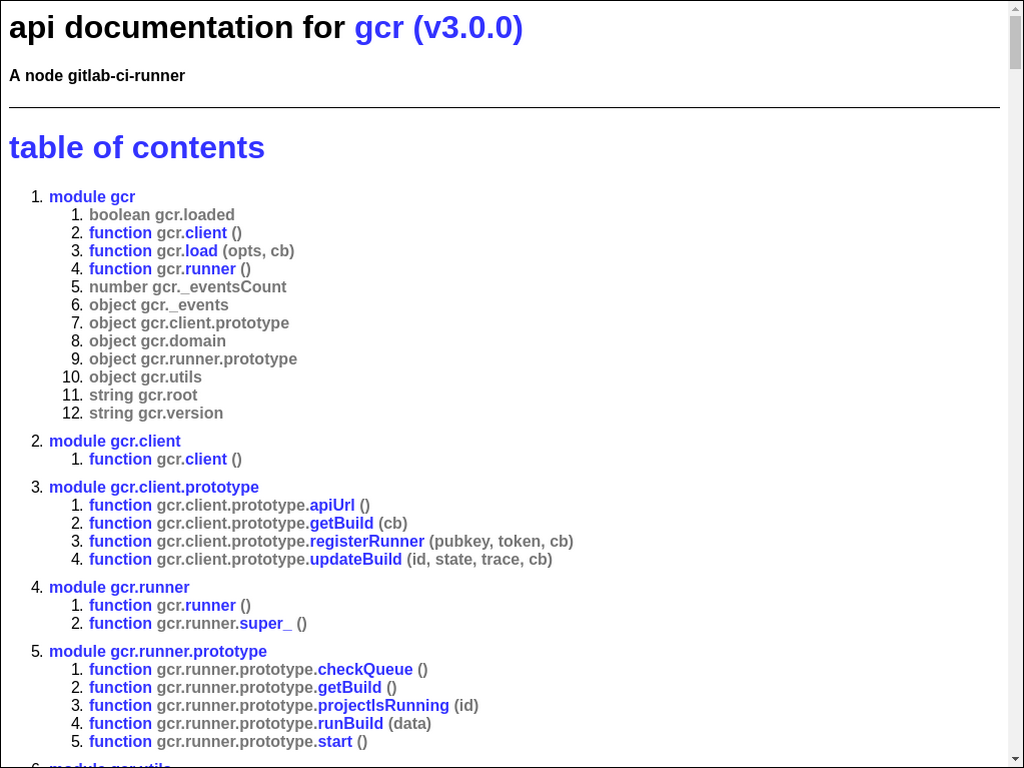 api documentation for gcr (v3.0.0)
A node gitlab-ci-runner
table of contents
1. module gcr
1. boolean gcr.loaded
2. function gcr.client ()
3. function gcr.load (opts, cb)
4. function gcr.runner ()
5. number gcr._eventsCount
6. object gcr._events
7. object gcr.client.prototype
8. object gcr.domain
9. object gcr.runner.prototype
10. object gcr.utils
11. string gcr.root
12. string gcr.version
2. module gcr.client
1. function gcr.client ()
3. module gcr.client.prototype
1. function gcr.client.prototype.apiUrl ()
2. function gcr.client.prototype.getBuild (cb)
3. function gcr.client.prototype.registerRunner (pubkey, token, cb)
4. function gcr.client.prototype.updateBuild (id, state, trace, cb)
4. module gcr.runner
1. function gcr.runner ()
2. function gcr.runner.super_ ()
5. module gcr.runner.prototype
1. function gcr.runner.prototype.checkQueue ()
2. function gcr.runner.prototype.getBuild ()
3. function gcr.runner.prototype.projectIsRunning (id)
4. function gcr.runner.prototype.runBuild (data)
5. function gcr.runner.prototype.start ()
6. module gcr.utils